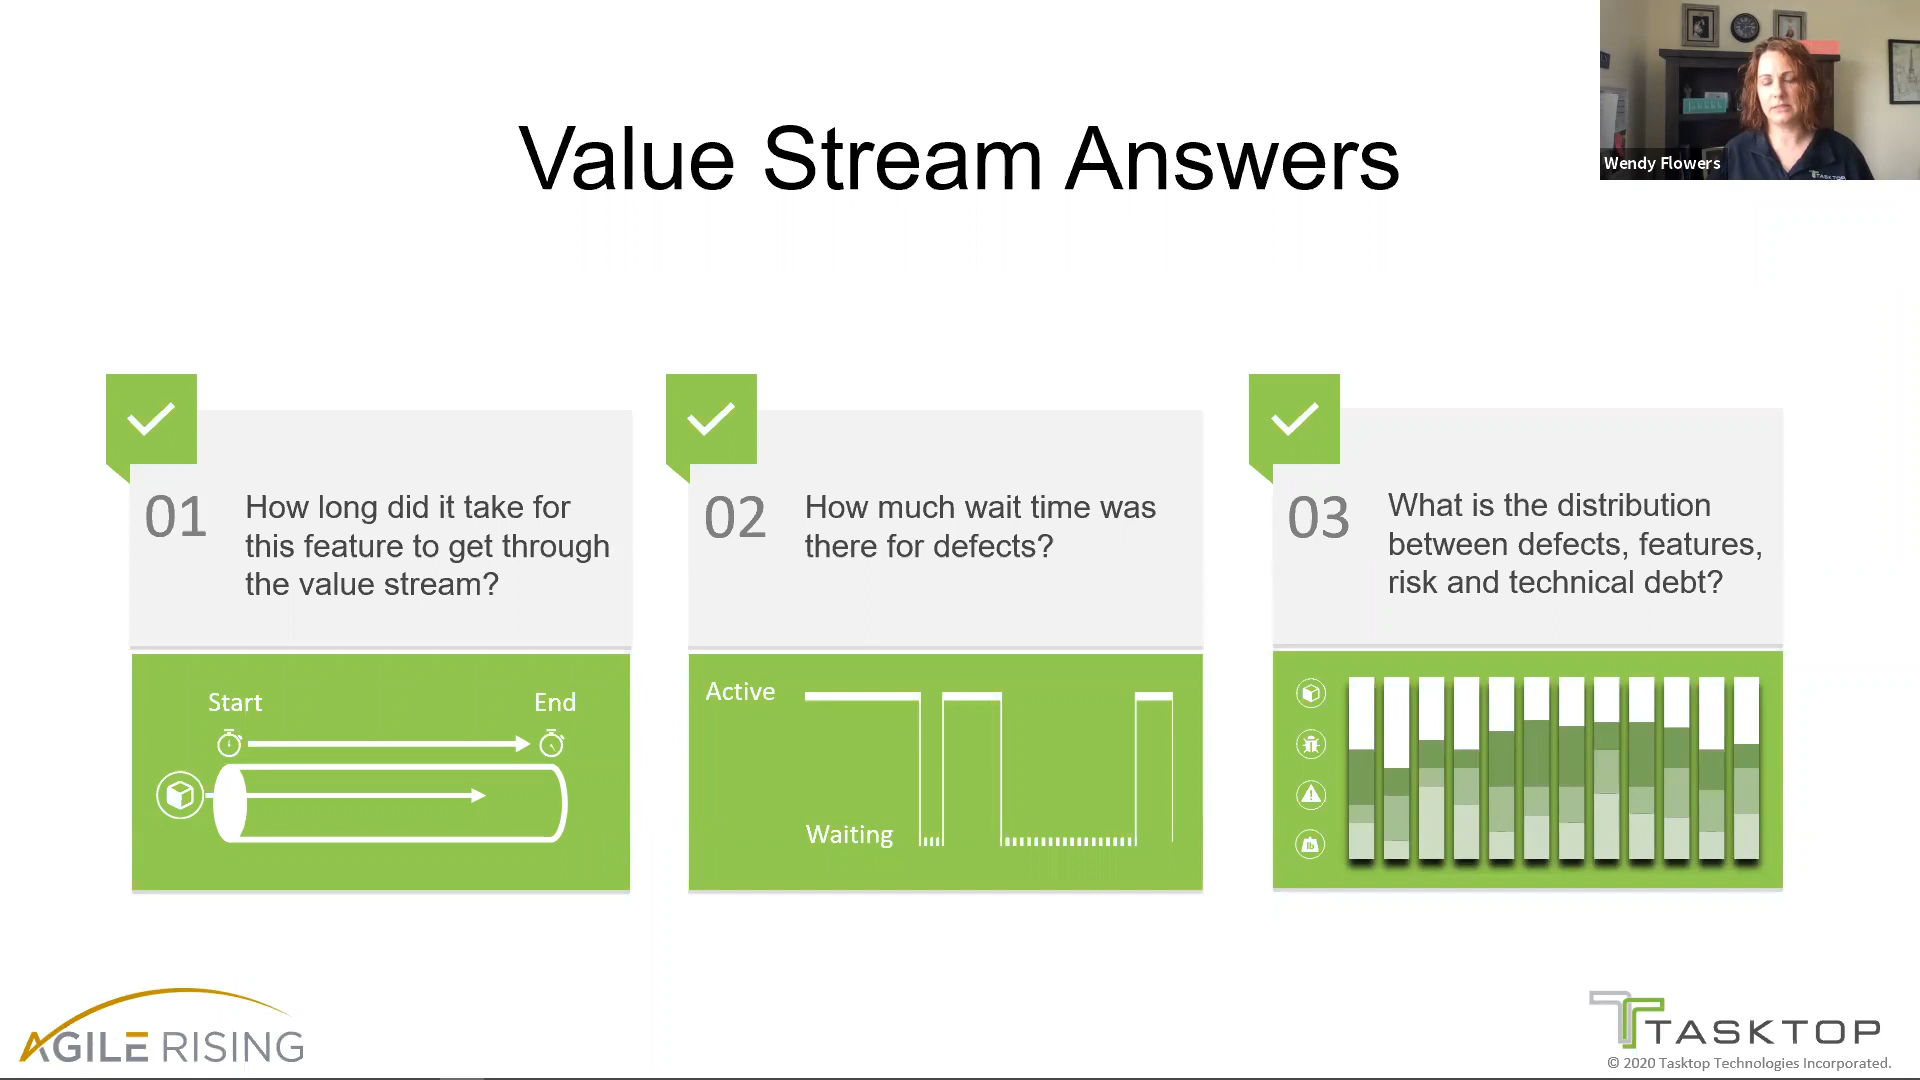 Value Stream Answers
Wendy Flowers
TASKTOP
01
How long did it take for
this feature to get through
the value stream?
02
How much wait time was
there for defects?
03
What is the distribution
between defects, features,
risk and technical debt?
Start
End
Active
Waiting
lb
AGILE RISING
TASKTOP
© 2020 Tasktop Technologies Incorporated.